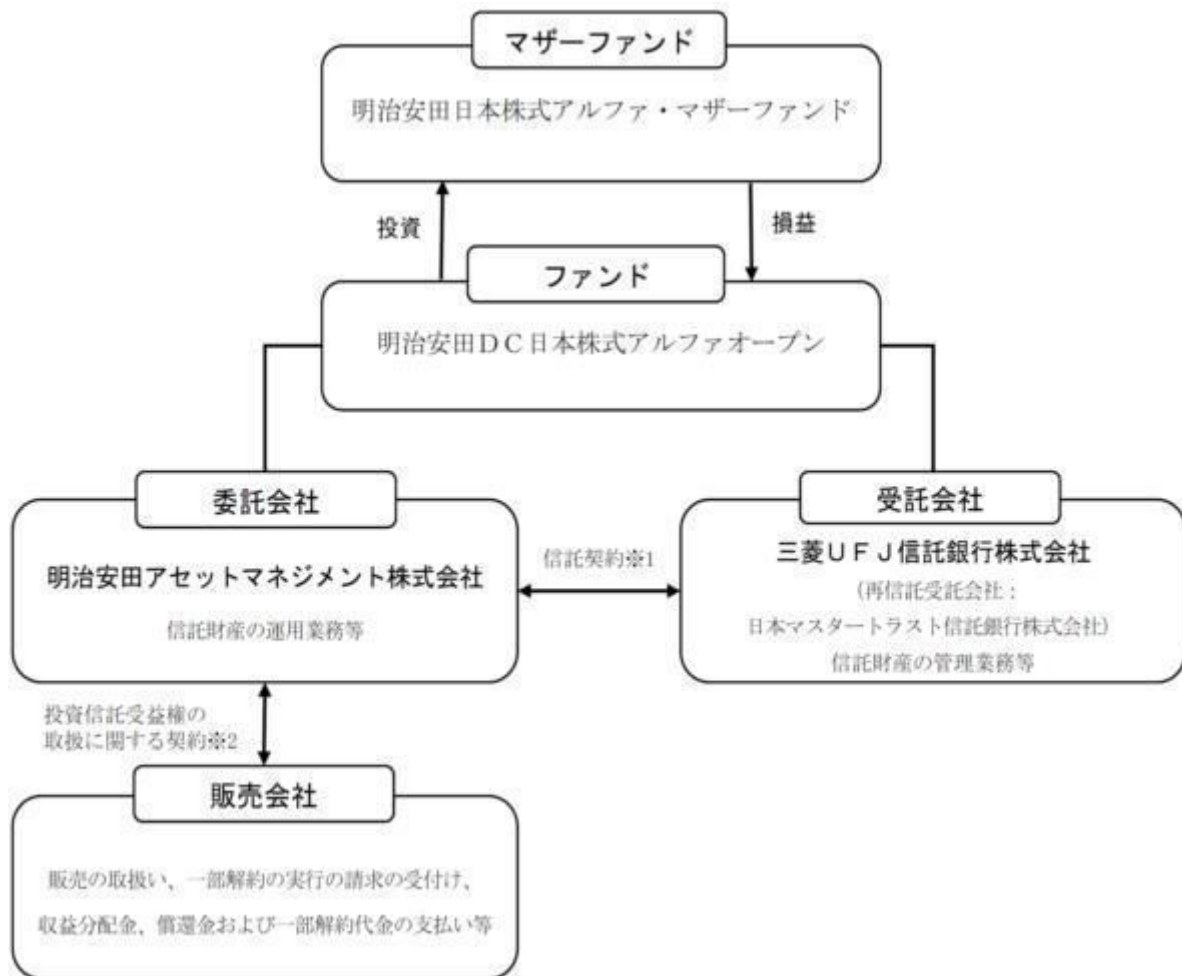 マザーファンド
明治安田日本株式アルファ・マザーファンド
投資
損益
ファンド
明治安田ＤＣ日本株式アルファオープン
委託会社
明治安田アセットマネジメント株式会社
信託財産の運用業務等
信託契約※1
受託会社
三菱ＵＦＪ信託銀行株式会社
(再信託受託会社：
日本マスタートラスト信託銀行株式会社)
信託財産の管理業務等
投資信託受益権の
取扱に関する契約※2
販売会社
販売の取扱い、一部解約の実行の請求の受付け、
収益分配金、償還金および一部解約代金の支払い等